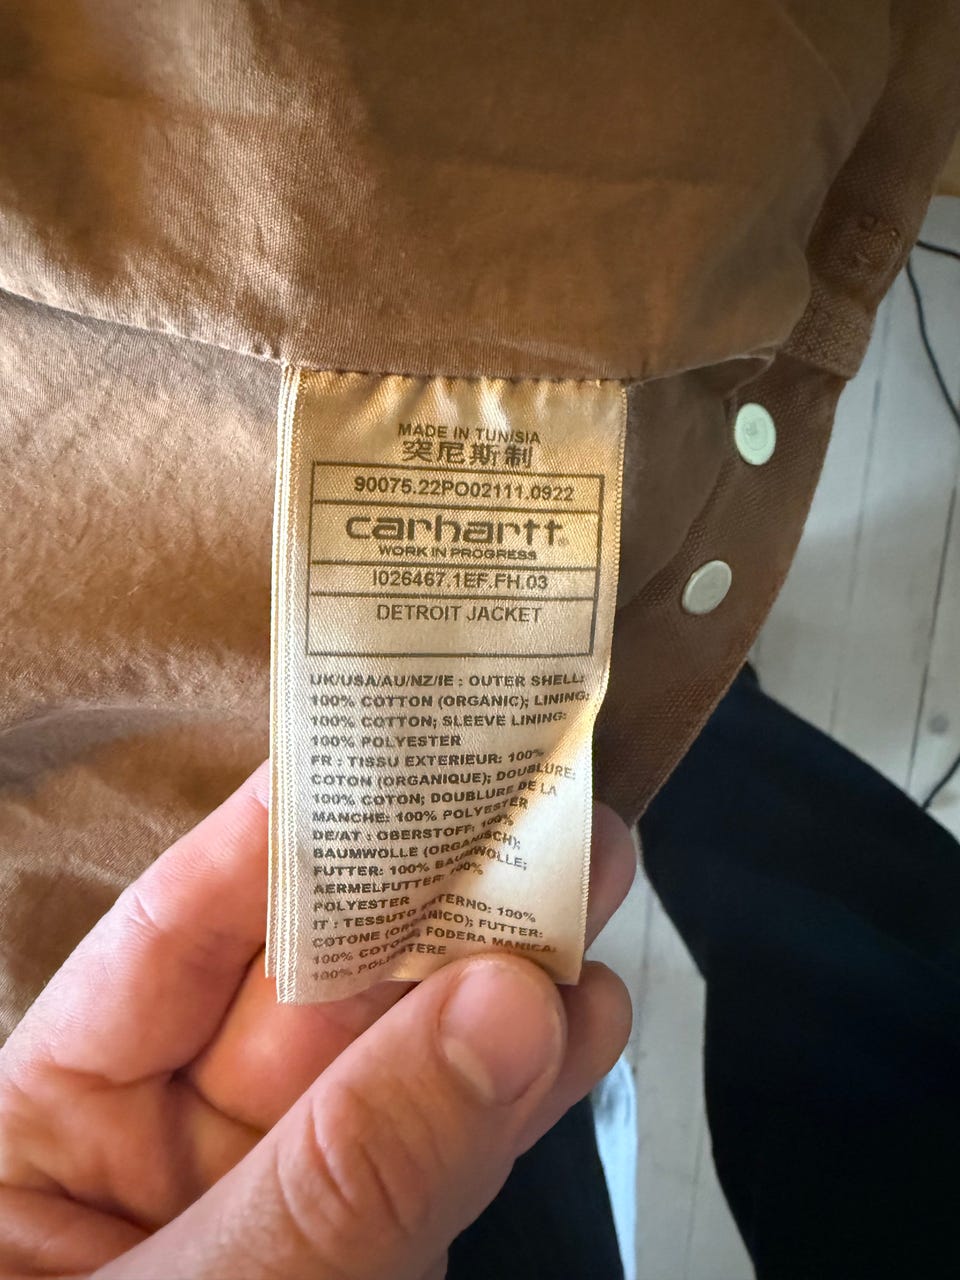 MADE IN TUNISIA
突尼斯制
90075.22PO02111.0922
carhartt®
WORK IN PROGRESS
I026467.1EF.FH.03
DETROIT JACKET
UK/USA/AU/NZ/IE : OUTER SHELL:
100% COTTON (ORGANIC); LINING:
100% COTTON; SLEEVE LINING:
100% POLYESTER
FR : TISSU EXTERIEUR: 100%
COTON (ORGANIQUE); DOUBLURE:
100% COTON; DOUBLURE DE LA
MANCHE: 100% POLYESTER
DE/AT : OBERSTOFF: 100%
BAUMWOLLE (ORGANISCH);
FUTTER: 100% BAUMWOLLE;
AERMELFUTTER: 100%
POLYESTER
IT : TESSUTO ESTERNO: 100%
COTONE (ORGANICO); FUTTER:
100% COTONE; FODERA MANICA:
100% POLIESTERE